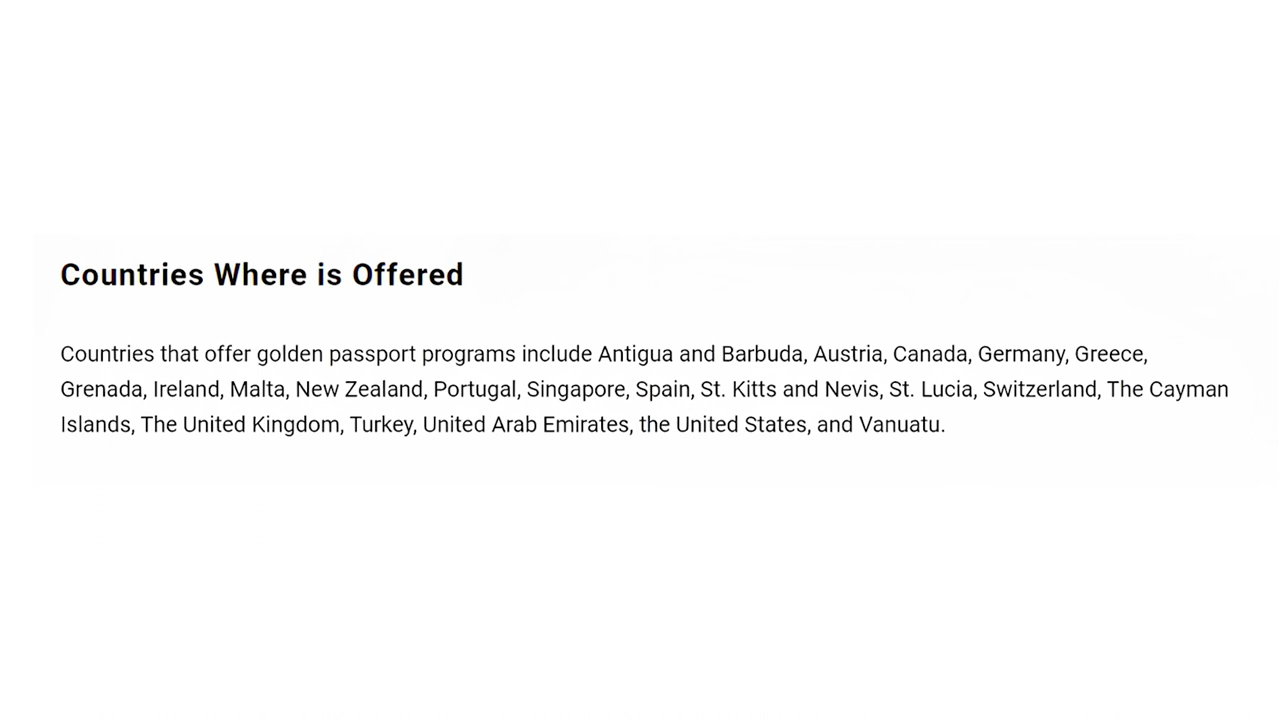 Countries Where is Offered
Countries that offer golden passport programs include Antigua and Barbuda, Austria, Canada, Germany, Greece,
Grenada, Ireland, Malta, New Zealand, Portugal, Singapore, Spain, St. Kitts and Nevis, St. Lucia, Switzerland, The Cayman
Islands, The United Kingdom, Turkey, United Arab Emirates, the United States, and Vanuatu.